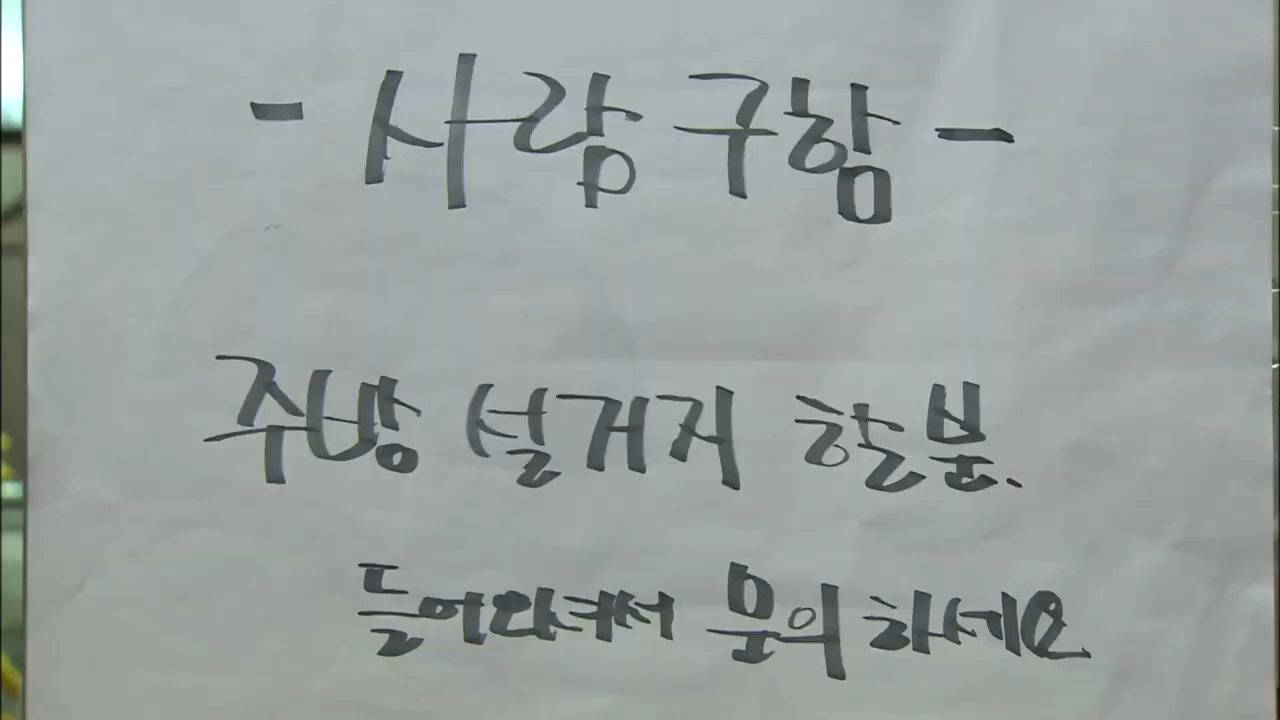 - 사람 구함 -
주방 설거지 할분.
들어와셔서 문의 하세요